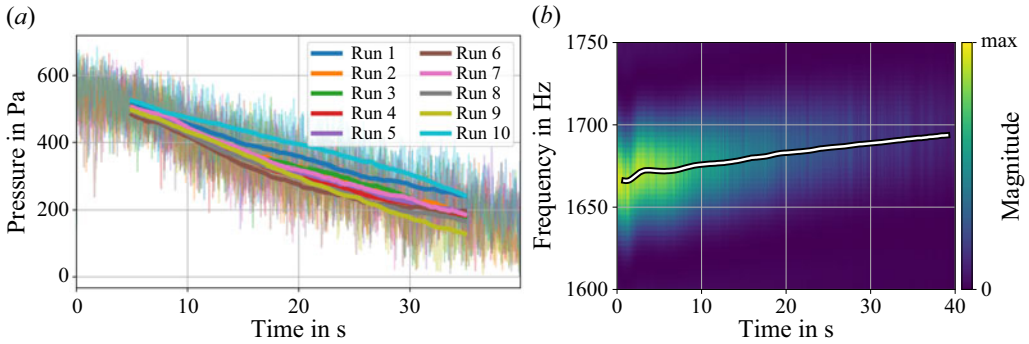 (a)
Pressure in Pa
600
400
200
0
0
10
20
30
Time in s
Run 1
Run 2
Run 3
Run 4
Run 5
Run 6
Run 7
Run 8
Run 9
Run 10
(b)
Frequency in Hz
1750
1700
1650
1600
0
10
20
30
40
Time in s
max
0
Magnitude